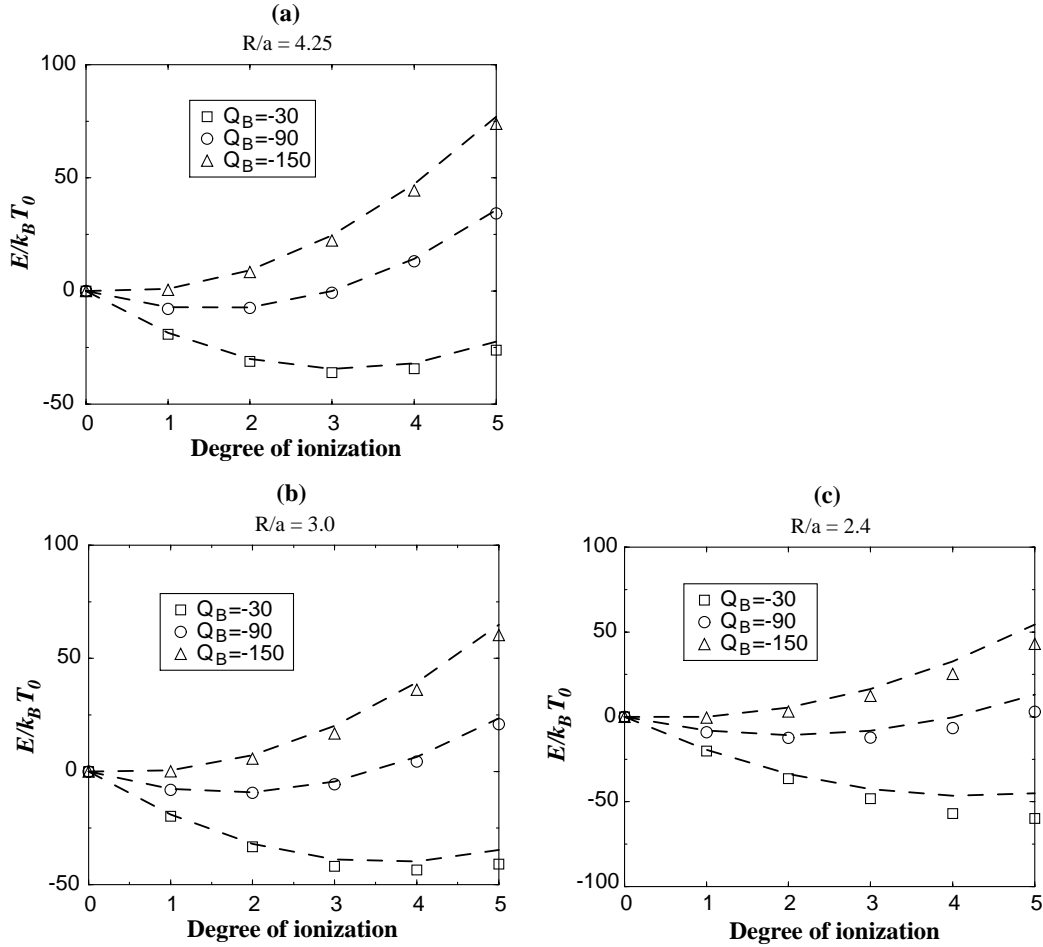 (a)
R/a = 4.25
100
75
50
25
0
-25
-50
E/k_B T_0
Q_B=-30
Q_B=-90
Q_B=-150
0 1 2 3 4 5
Degree of ionization
(b)
R/a = 3.0
100
50
0
-50
E/k_B T_0
Q_B=-30
Q_B=-90
Q_B=-150
0 1 2 3 4 5
Degree of ionization
(c)
R/a = 2.4
100
50
0
-50
-100
E/k_B T_0
Q_B=-30
Q_B=-90
Q_B=-150
0 1 2 3 4 5
Degree of ionization